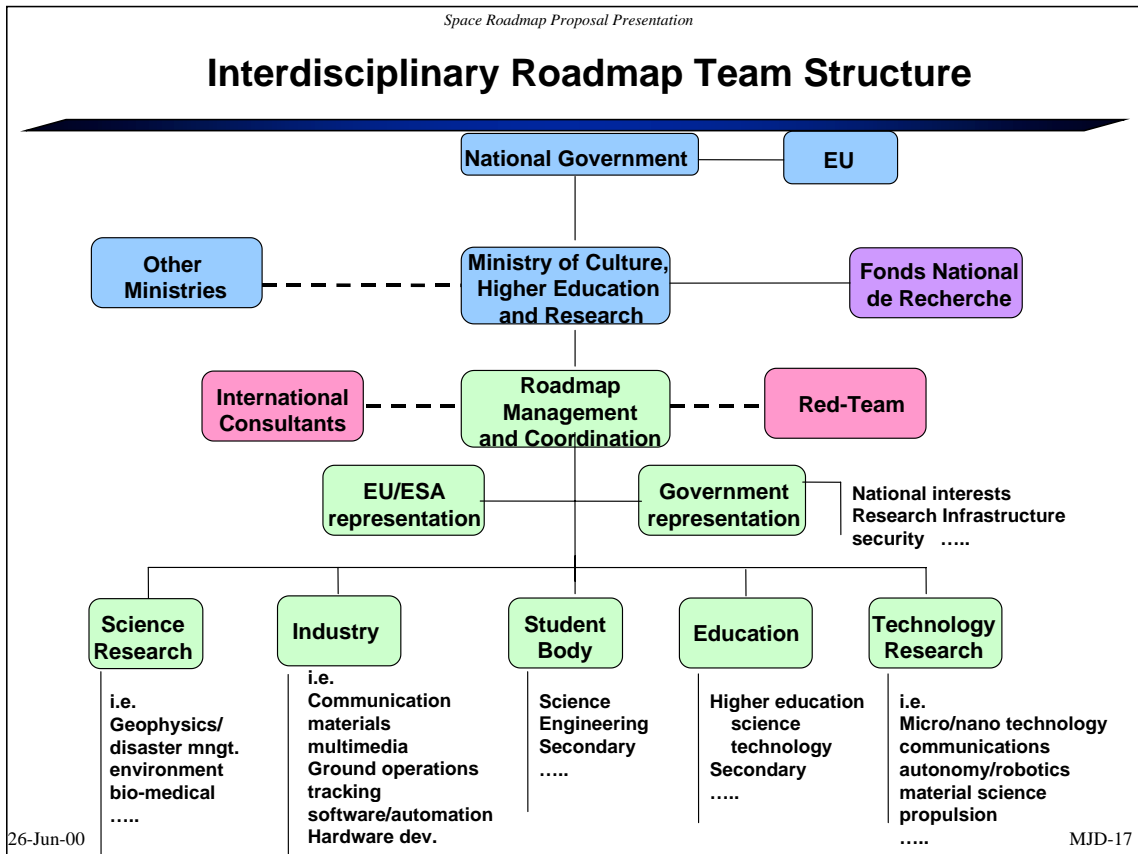 Space Roadmap Proposal Presentation
Interdisciplinary Roadmap Team Structure
National Government
EU
Other
Ministries
Ministry of Culture,
Higher Education
and Research
Fonds National
de Recherche
International
Consultants
Roadmap
Management
and Coordination
Red-Team
EU/ESA
representation
Government
representation
National interests
Research Infrastructure
security …..
Science
Research
Industry
Student
Body
Education
Technology
Research
i.e.
Geophysics/
disaster mngt.
environment
bio-medical
…..
i.e.
Communication
materials
multimedia
Ground operations
tracking
software/automation
Hardware dev.
Science
Engineering
Secondary
…..
Higher education
science
technology
Secondary
…..
i.e.
Micro/nano technology
communications
autonomy/robotics
material science
propulsion
…..
26-Jun-00
MJD-17